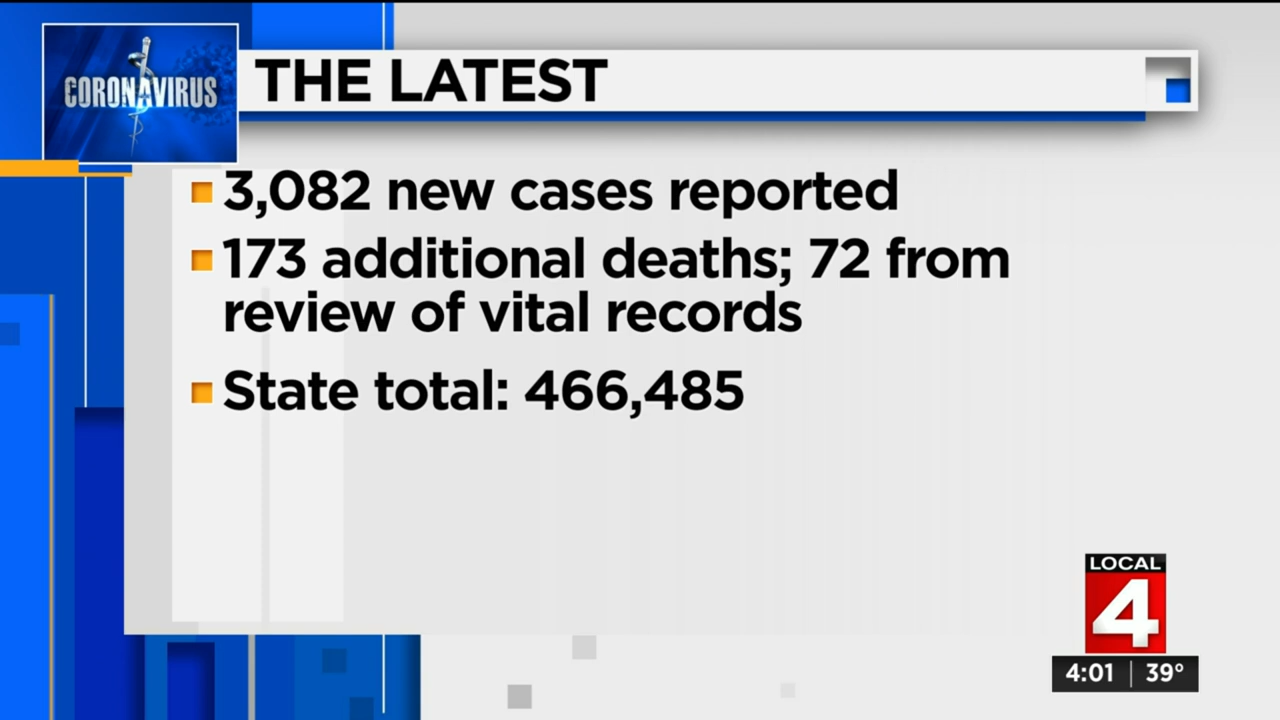 CORONAVIRUS
THE LATEST
3,082 new cases reported
173 additional deaths; 72 from
review of vital records
State total: 466,485
LOCAL
4
4:01 | 39°